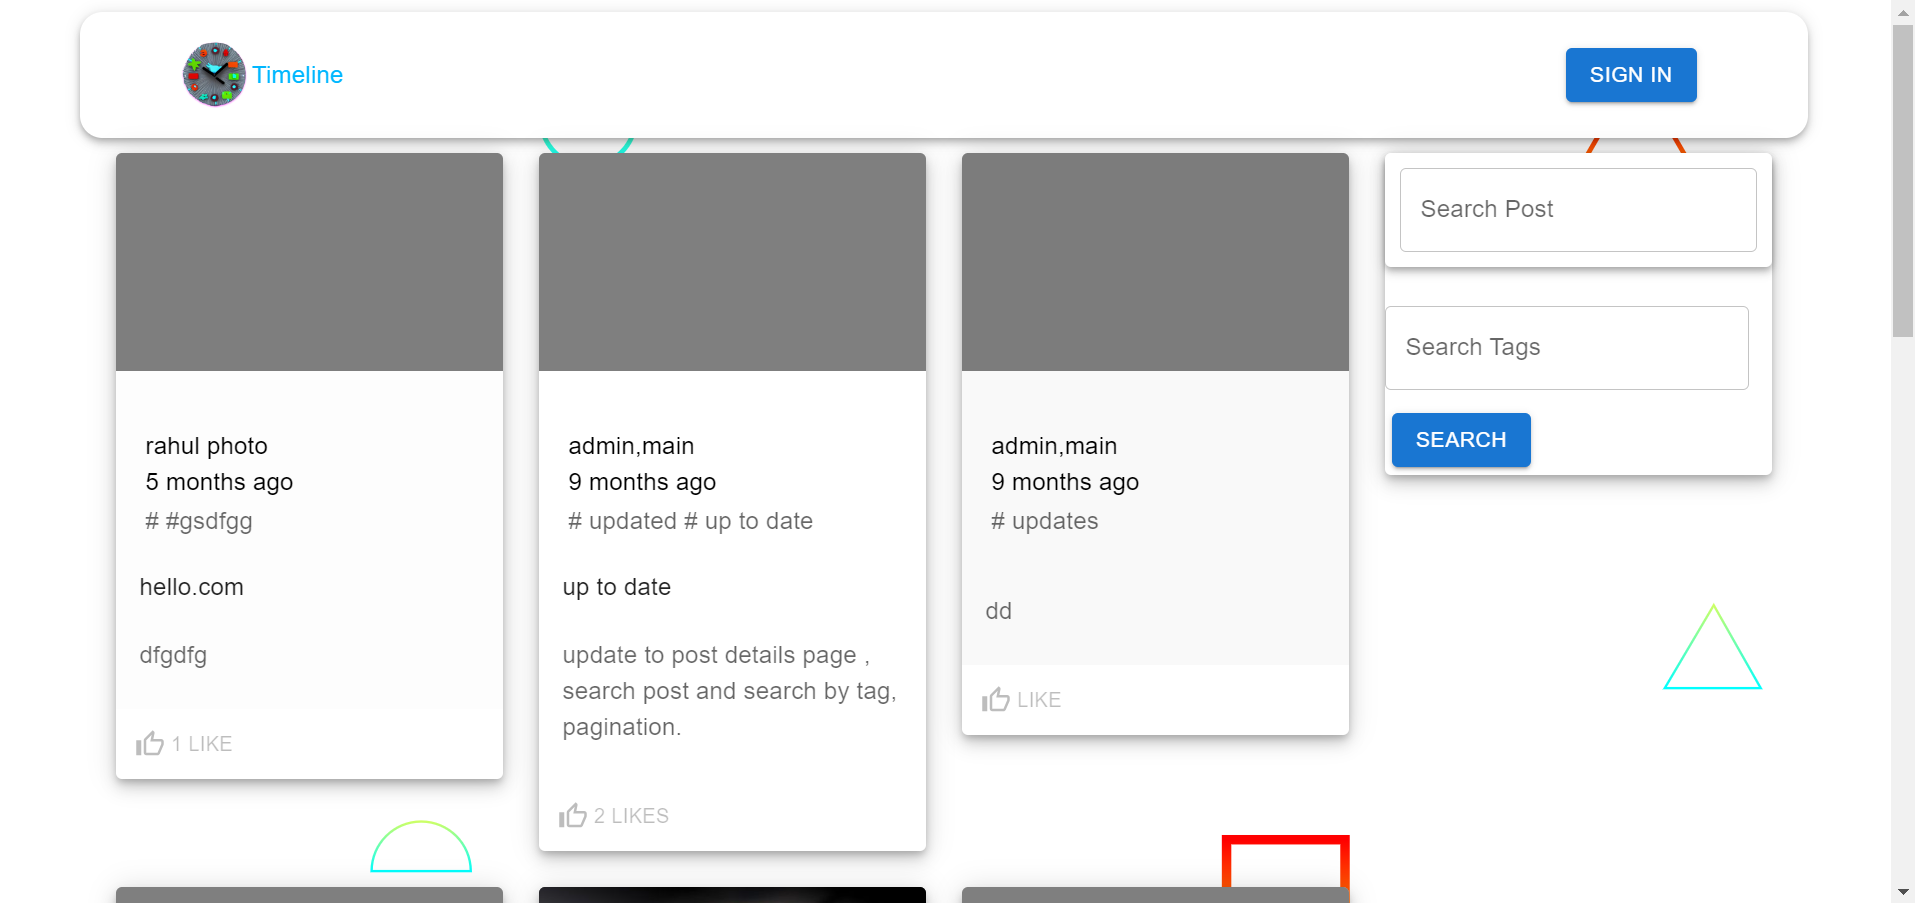 Timeline
SIGN IN
rahul photo
5 months ago
# #gsdfgg
hello.com
dfgdfg
1 LIKE
admin,main
9 months ago
# updated # up to date
up to date
update to post details page ,
search post and search by tag,
pagination.
2 LIKES
admin,main
9 months ago
# updates
dd
LIKE
Search Post
Search Tags
SEARCH